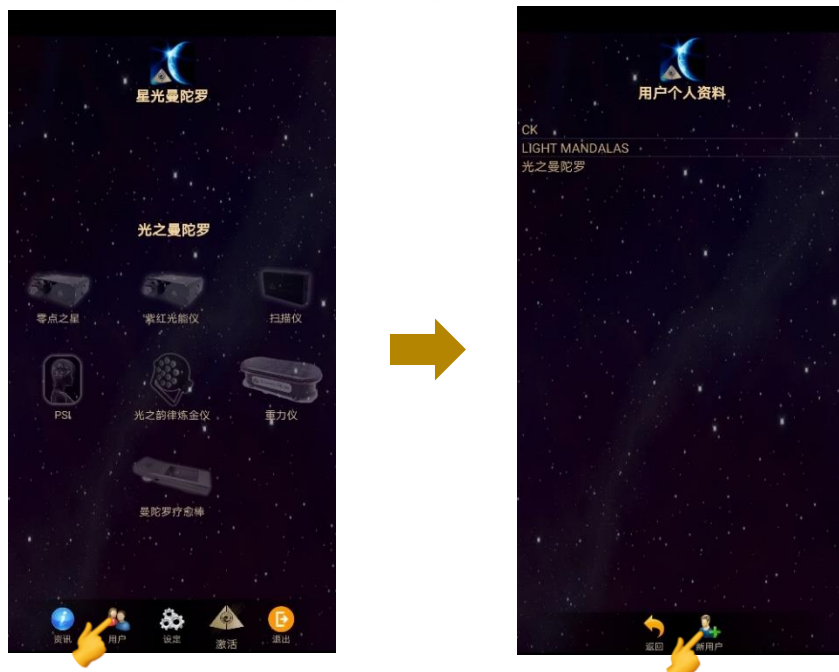 星光曼陀罗
光之曼陀罗
零点之星
紫红光能仪
扫描仪
PSI
光之韵律炼金仪
重力仪
曼陀罗疗愈棒
资讯
用户
设定
激活
退出
用户个人资料
CK
LIGHT MANDALAS
光之曼陀罗
返回
新用户